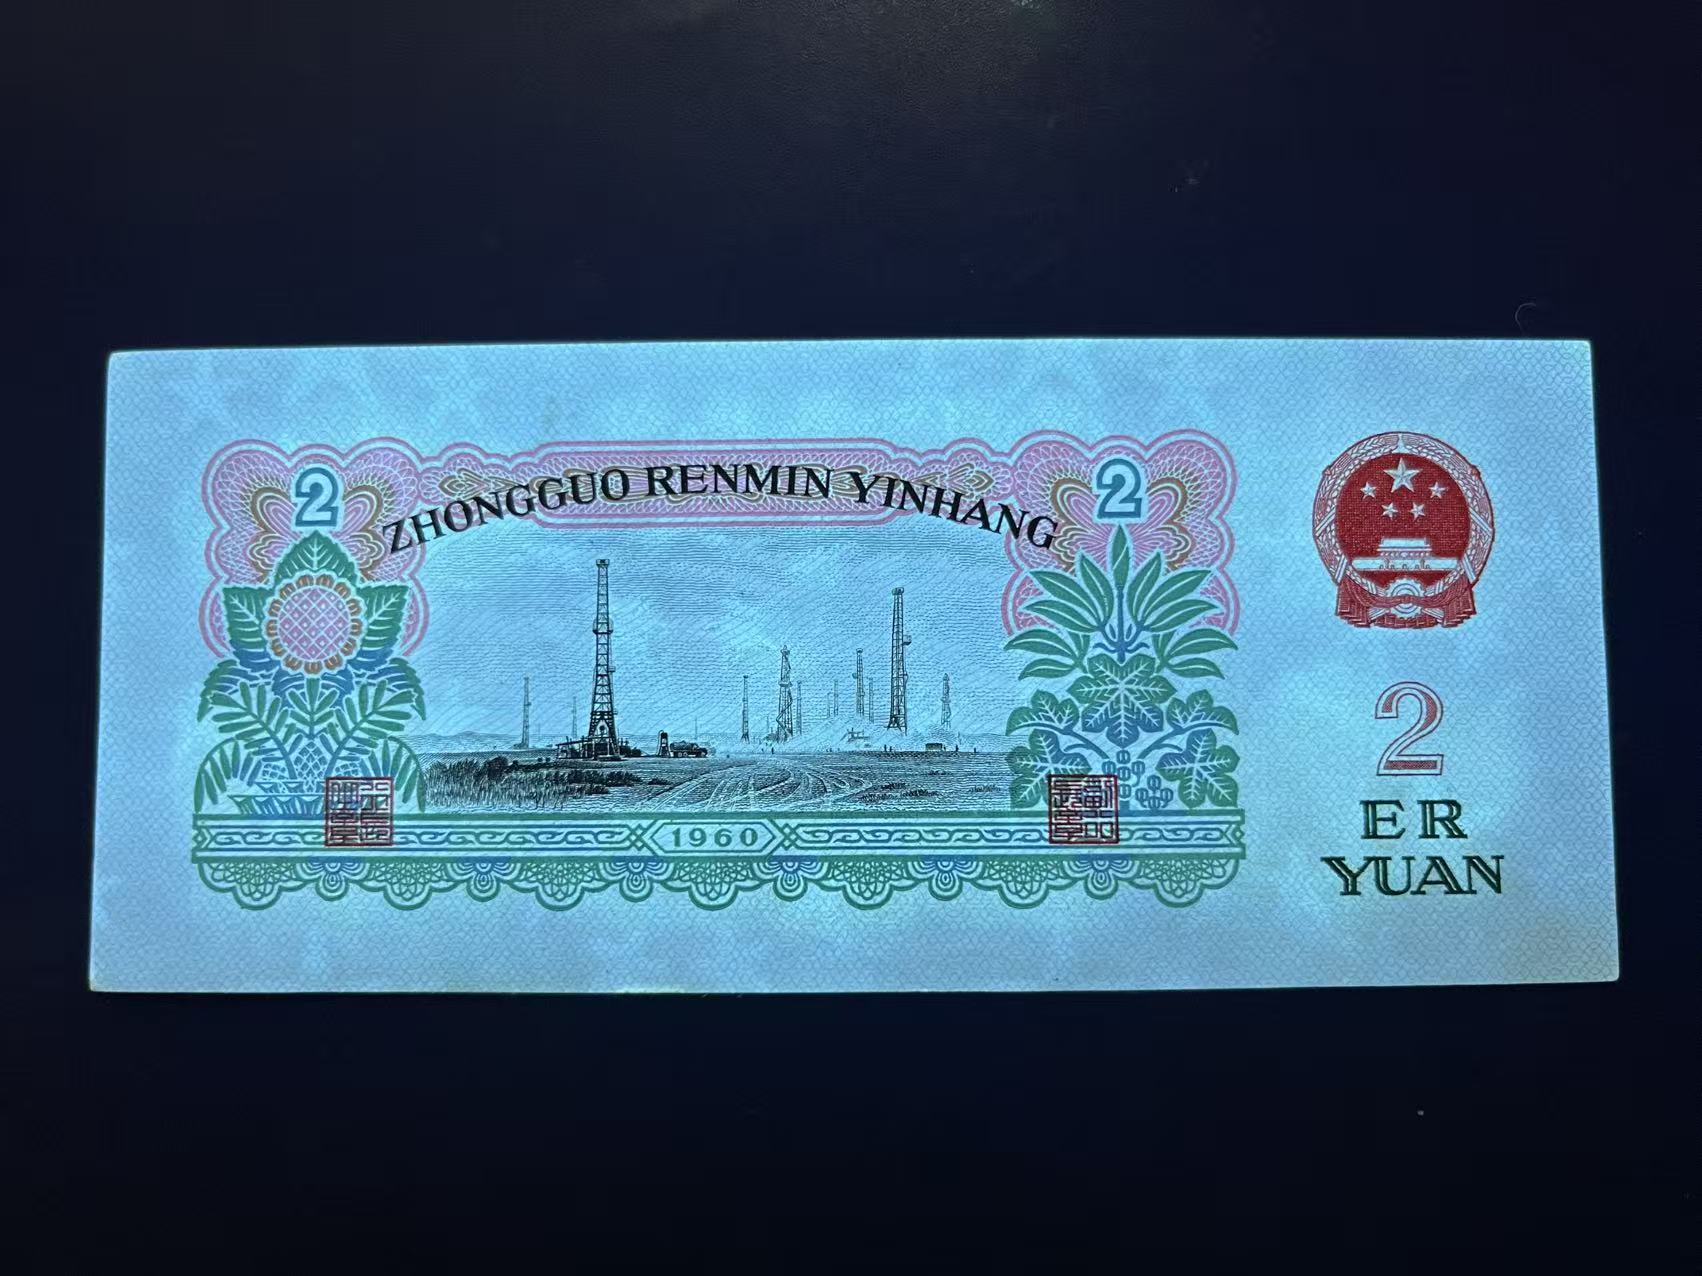 ZHONGGUO RENMIN YINHANG
2
2
1960
2
ER
YUAN